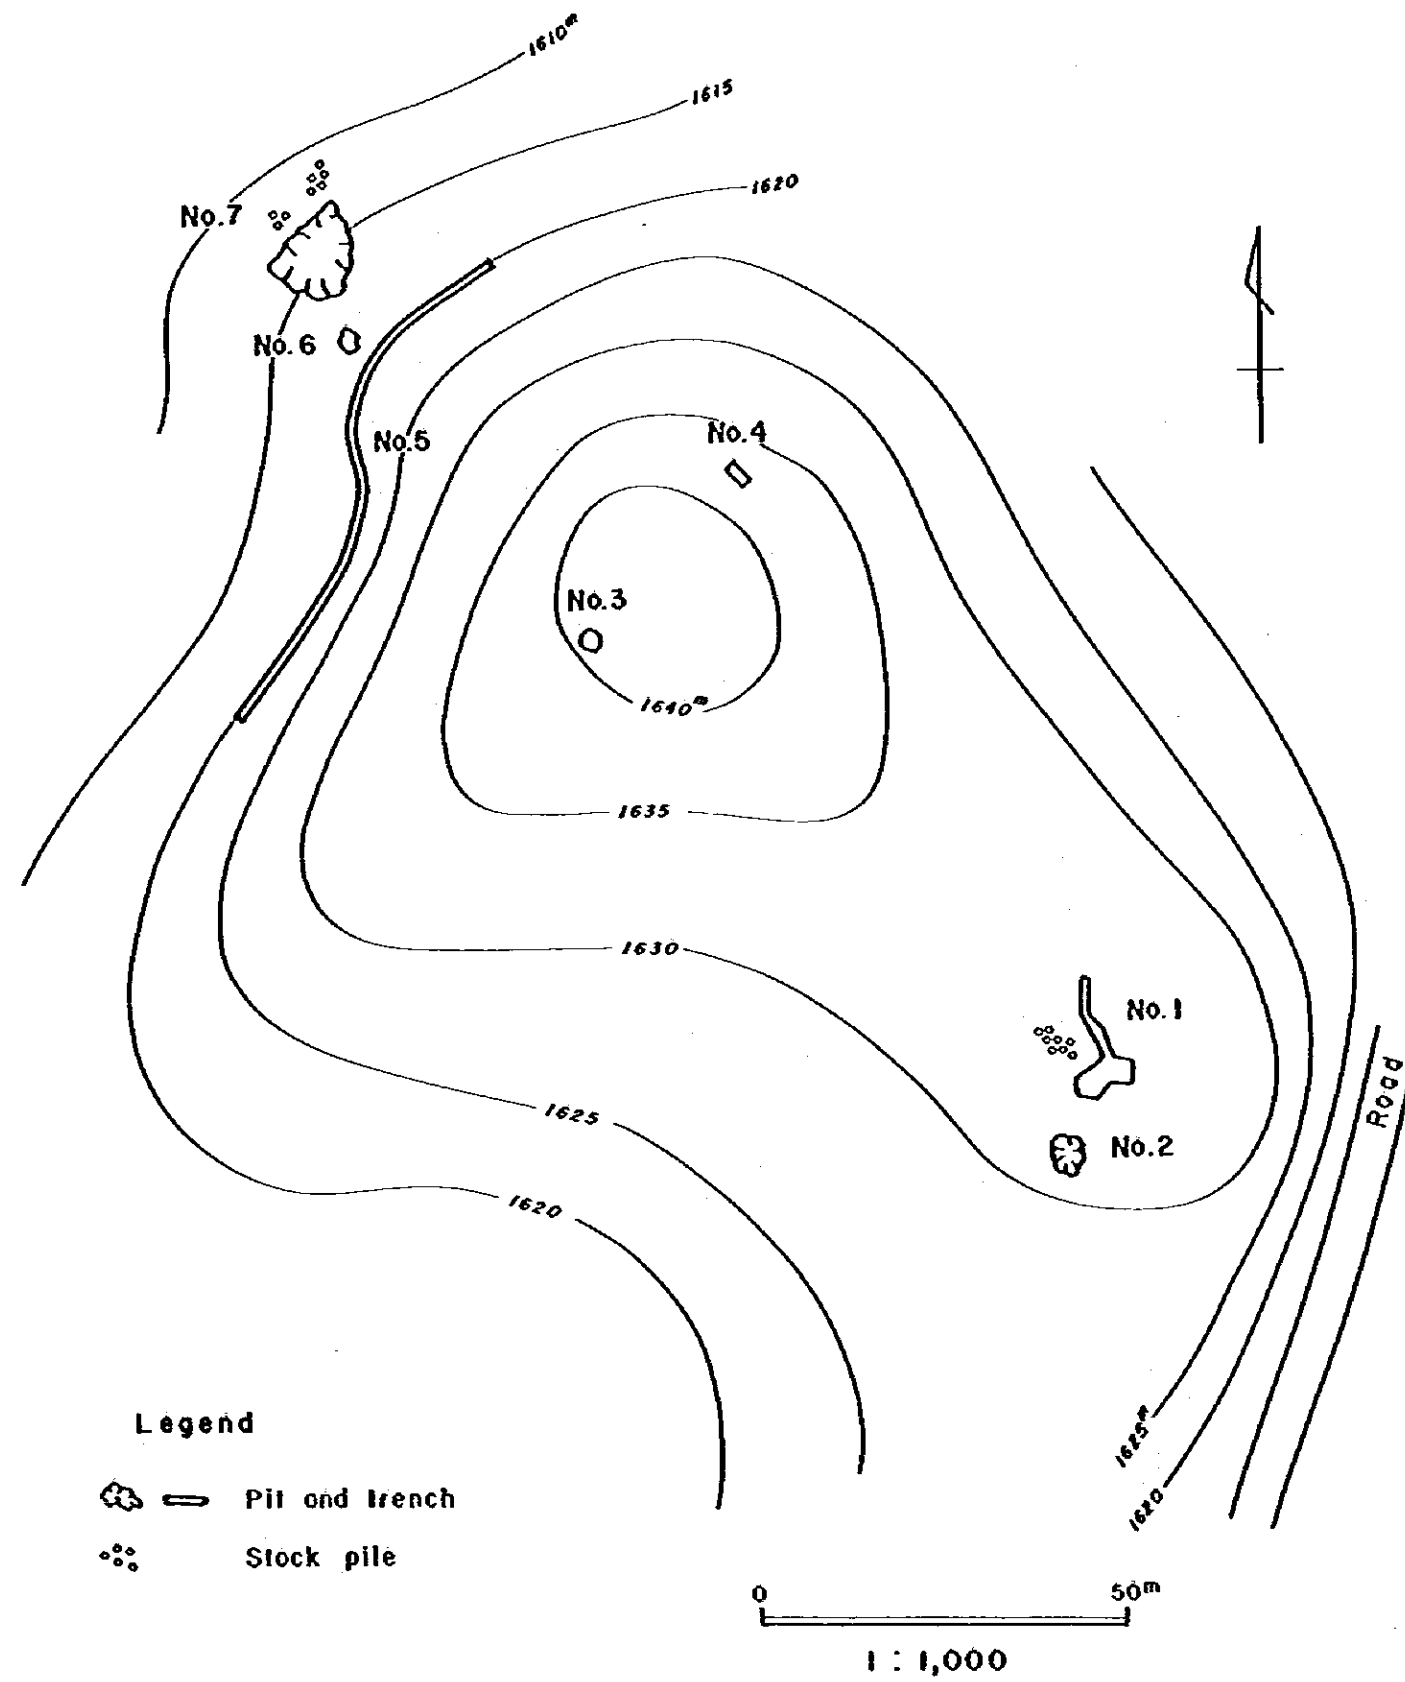 1610m
1615
1620
No.7
No.6
No.5
No.4
No.3
1640m
1635
1630
No.1
Road
1625
No.2
1620
1625m
1620
Legend
Pit and trench
Stock pile
0 50m
1 : 1,000